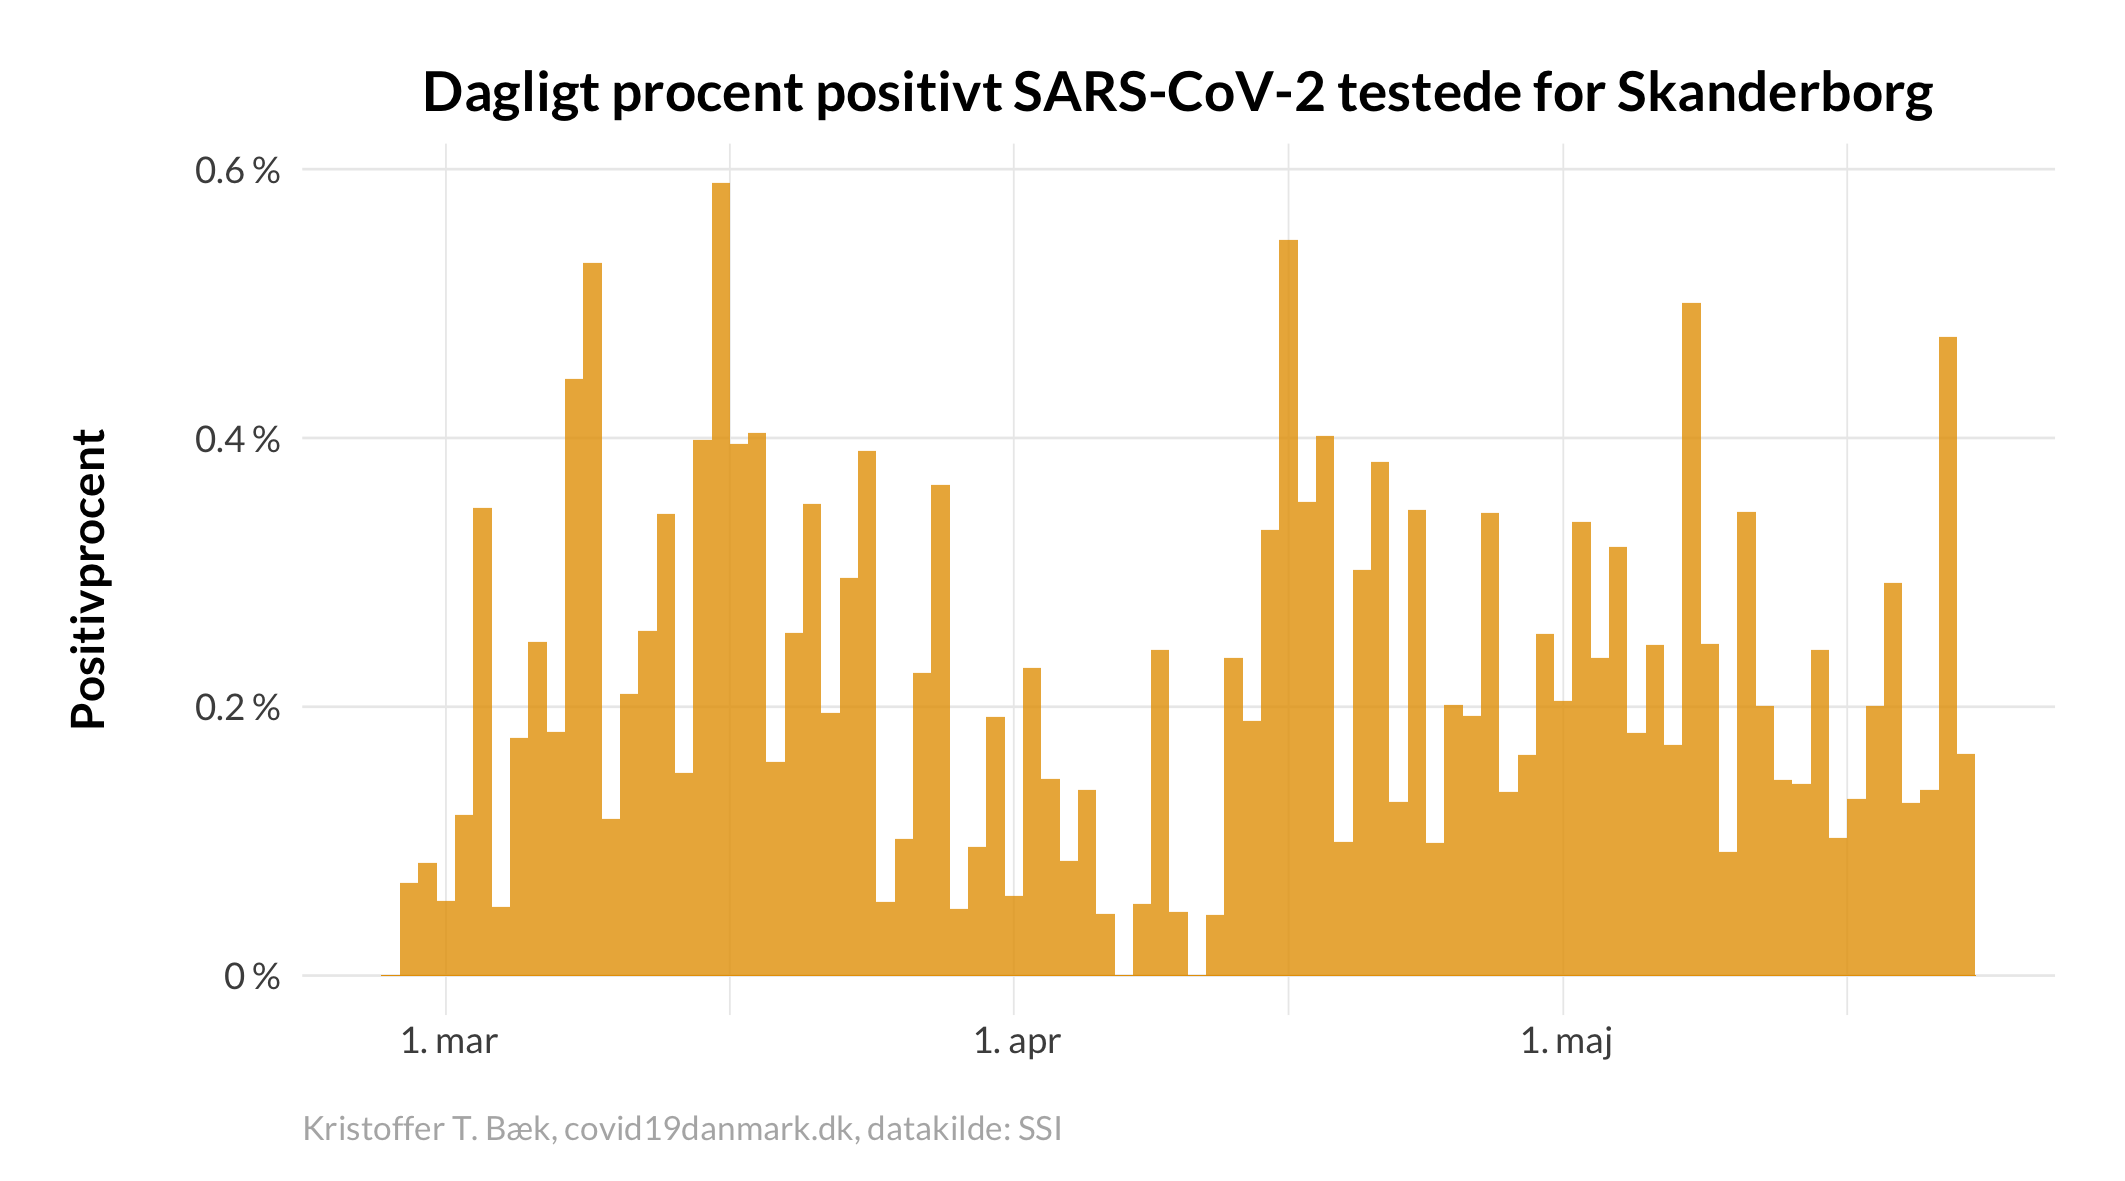 Dagligt procent positivt SARS-CoV-2 testede for Skanderborg
Positivprocent
0.6 %
0.4 %
0.2 %
0 %
1. mar
1. apr
1. maj
Kristoffer T. Bæk, covid19danmark.dk, datakilde: SSI